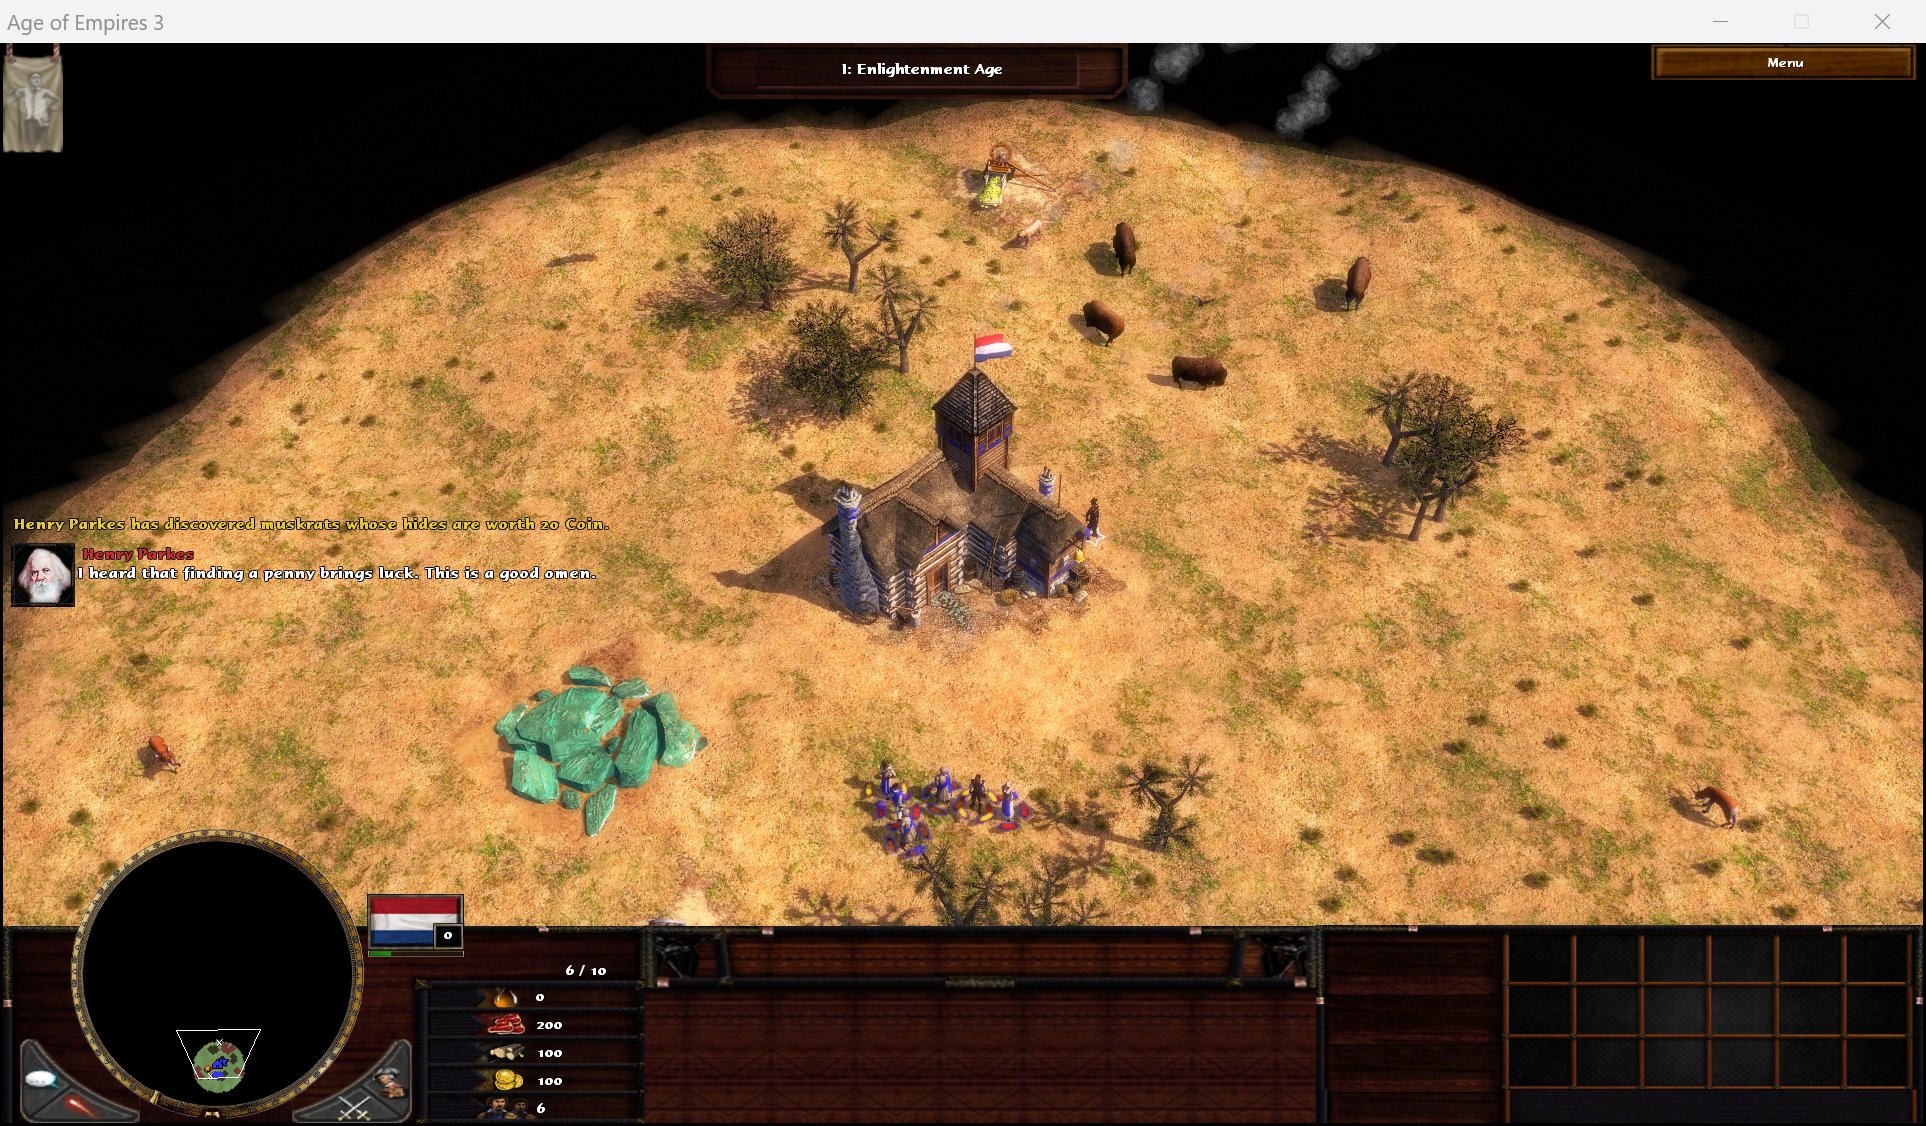 Age of Empires 3
1: Enlightenment Age
Menu
Henry Parkes has discovered muskrats whose hides are worth 20 Coin.
Henry Parkes
I heard that finding a penny brings luck. This is a good omen.
0
6 / 10
0
200
100
100
6